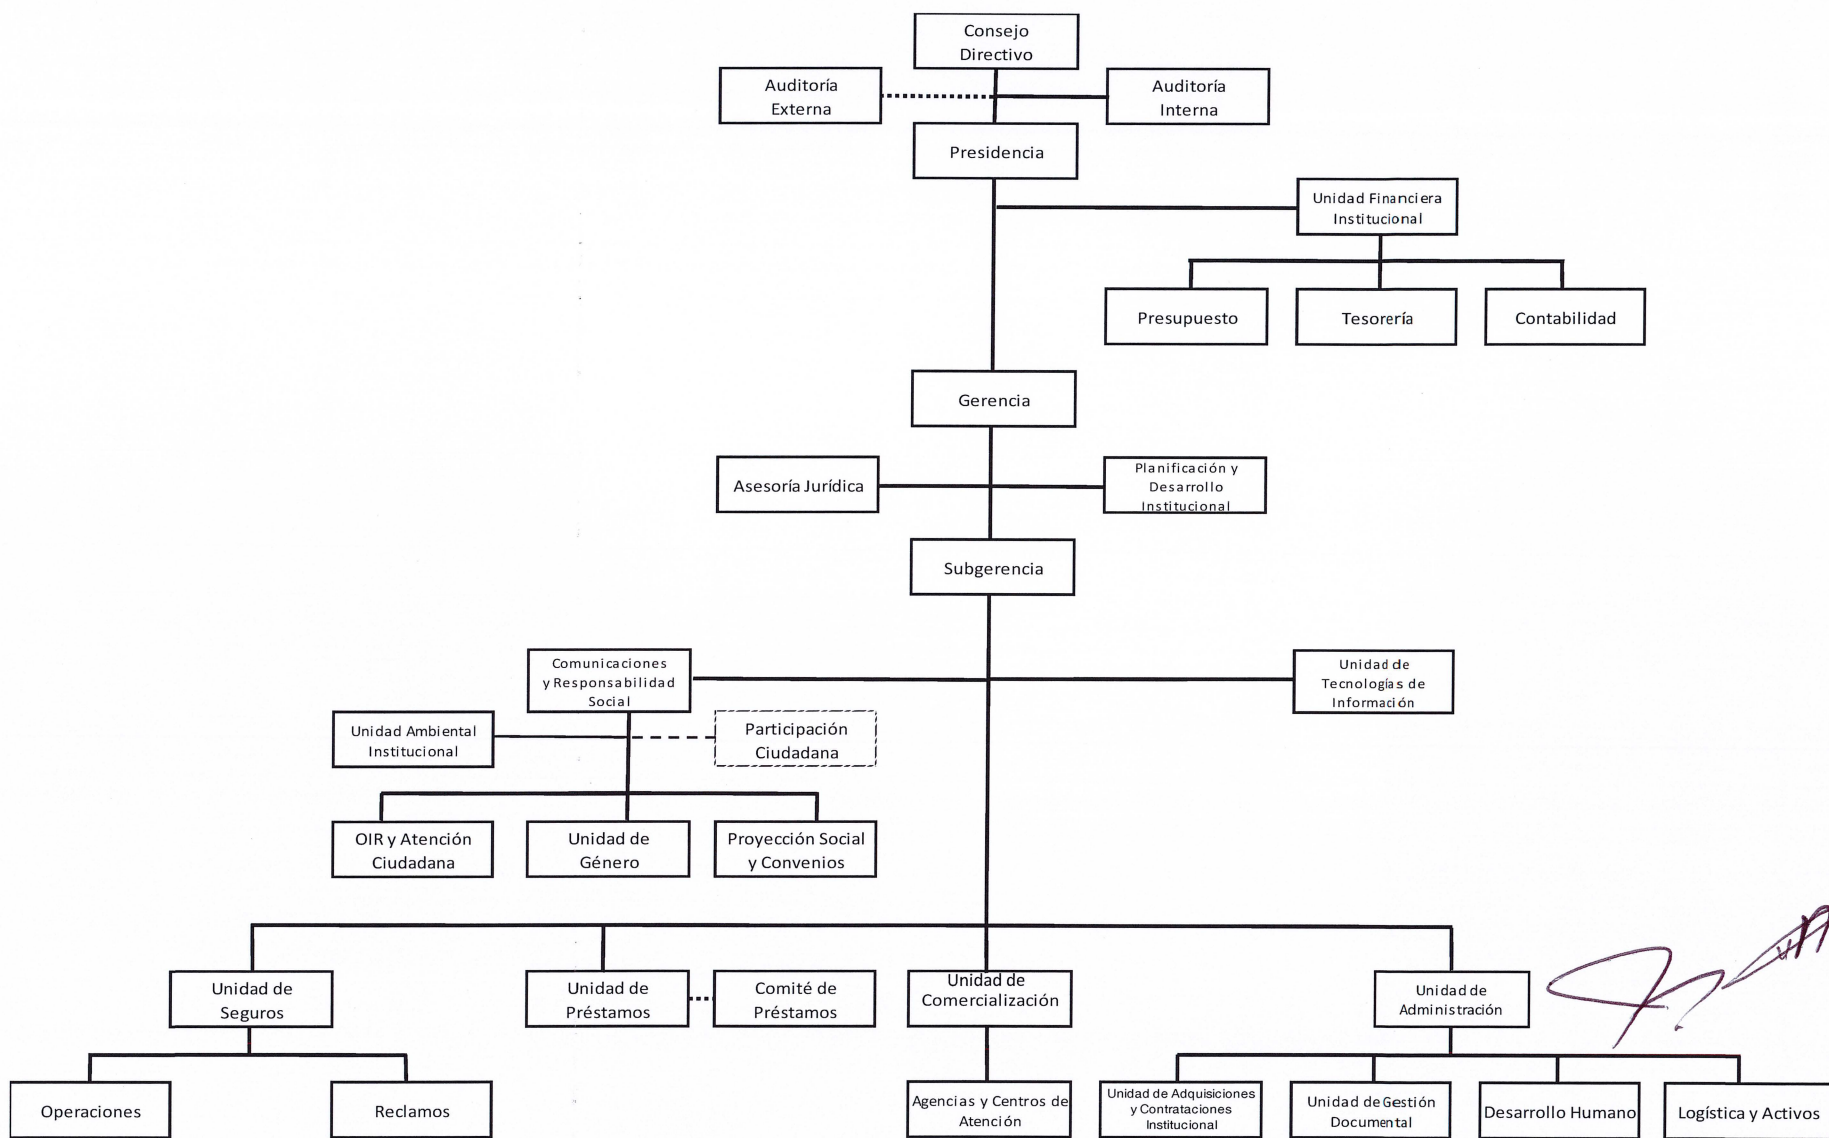 Consejo
Directivo
Auditoría
Externa
Auditoría
Interna
Presidencia
Unidad Financiera
Institucional
Presupuesto
Tesorería
Contabilidad
Gerencia
Asesoría Jurídica
Planificación y
Desarrollo
Institucional
Subgerencia
Comunicaciones
y Responsabilidad
Social
Unidad de
Tecnologías de
Información
Unidad Ambiental
Institucional
Participación
Ciudadana
OIR y Atención
Ciudadana
Unidad de
Género
Proyección Social
y Convenios
Unidad de
Seguros
Unidad de
Préstamos
Comité de
Préstamos
Unidad de
Comercialización
Unidad de
Administración
Operaciones
Reclamos
Agencias y Centros de
Atención
Unidad de Adquisiciones
y Contrataciones
Institucional
Unidad de Gestión
Documental
Desarrollo Humano
Logística y Activos